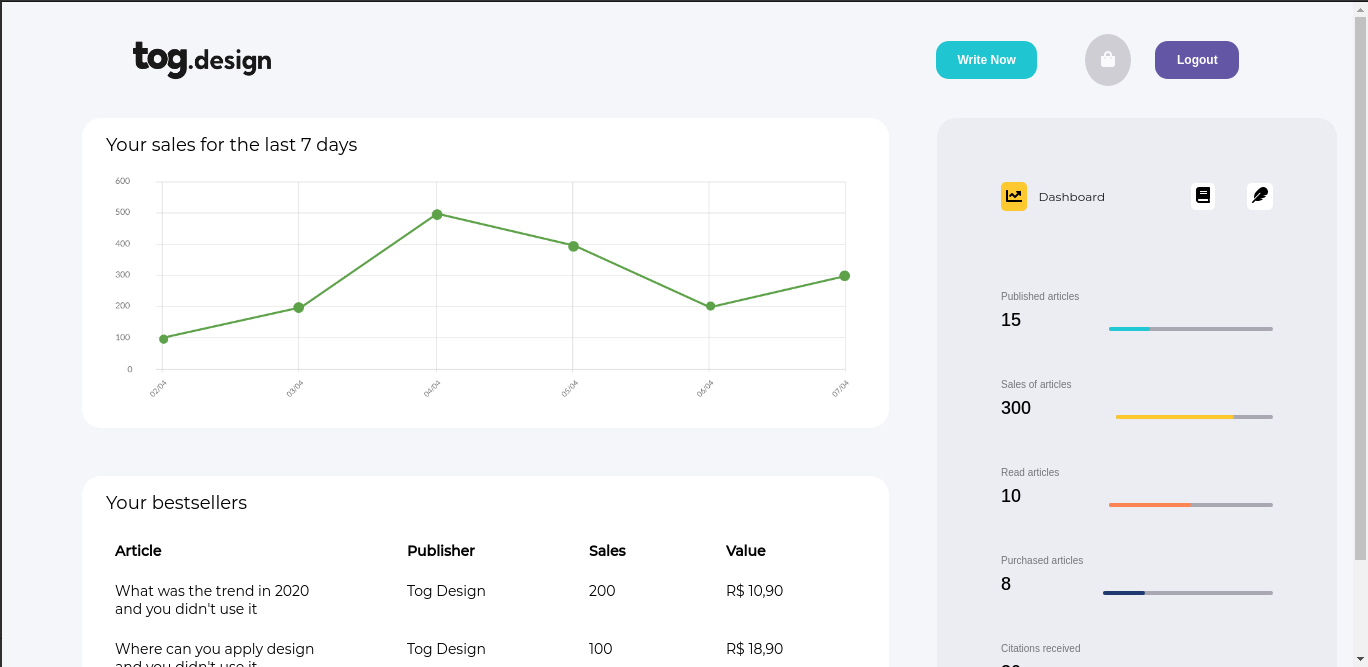 tog.design
Write Now
Logout
Your sales for the last 7 days
600
500
400
300
200
100
0
02/04
03/04
04/04
05/04
06/04
07/04
Dashboard
Published articles
15
Sales of articles
300
Read articles
10
Purchased articles
8
Citations received
Your bestsellers
Article Publisher Sales Value
What was the trend in 2020 Tog Design 200 R$ 10,90
and you didn't use it
Where can you apply design Tog Design 100 R$ 18,90
and you didn't use it